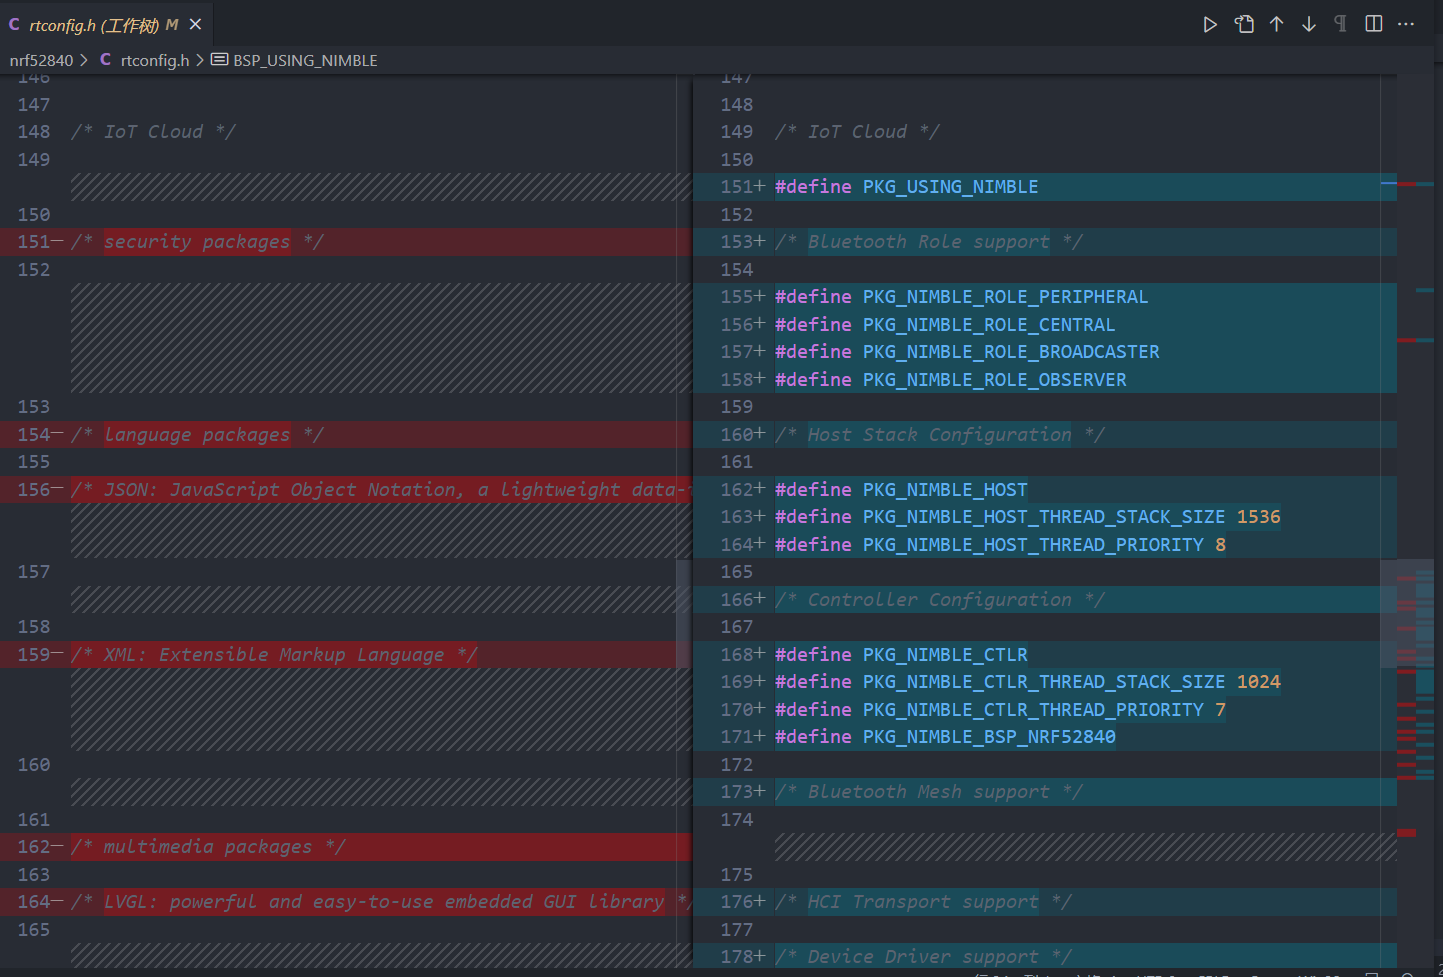 C rtconfig.h (工作树) M ×
nrf52840 > C rtconfig.h > BSP_USING_NIMBLE
146
147
148 /* IoT Cloud */
149
150
151− /* security packages */
152
153
154− /* language packages */
155
156− /* JSON: JavaScript Object Notation, a lightweight data-
157
158
159− /* XML: Extensible Markup Language */
160
161
162− /* multimedia packages */
163
164− /* LVGL: powerful and easy-to-use embedded GUI library */
165
147
148
149 /* IoT Cloud */
150
151+ #define PKG_USING_NIMBLE
152
153+ /* Bluetooth Role support */
154
155+ #define PKG_NIMBLE_ROLE_PERIPHERAL
156+ #define PKG_NIMBLE_ROLE_CENTRAL
157+ #define PKG_NIMBLE_ROLE_BROADCASTER
158+ #define PKG_NIMBLE_ROLE_OBSERVER
159
160+ /* Host Stack Configuration */
161
162+ #define PKG_NIMBLE_HOST
163+ #define PKG_NIMBLE_HOST_THREAD_STACK_SIZE 1536
164+ #define PKG_NIMBLE_HOST_THREAD_PRIORITY 8
165
166+ /* Controller Configuration */
167
168+ #define PKG_NIMBLE_CTLR
169+ #define PKG_NIMBLE_CTLR_THREAD_STACK_SIZE 1024
170+ #define PKG_NIMBLE_CTLR_THREAD_PRIORITY 7
171+ #define PKG_NIMBLE_BSP_NRF52840
172
173+ /* Bluetooth Mesh support */
174
175
176+ /* HCI Transport support */
177
178+ /* Device Driver support */